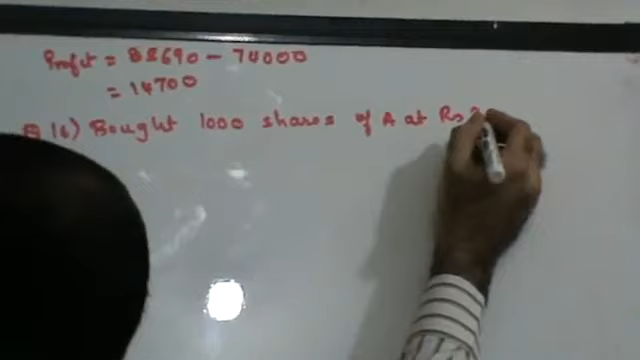 Profit = 88690 - 74000
= 14700
16) Bought 1000 shares of A at Rs